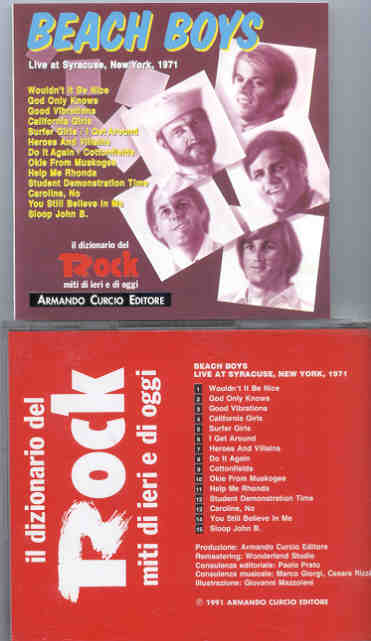 BEACH BOYS
Live at Syracuse, New York, 1971
Wouldn't It Be Nice
God Only Knows
Good Vibrations
California Girls
Surfer Girls / I Get Around
Heroes And Villains
Do It Again / Cottonfields
Okie From Muskogee
Help Me Rhonda
Student Demonstration Time
Caroline, No
You Still Believe In Me
Sloop John B.
il dizionario del
Rock
miti di ieri e di oggi
ARMANDO CURCIO EDITORE
il dizionario del
Rock
miti di ieri e di oggi
BEACH BOYS
LIVE AT SYRACUSE, NEW YORK, 1971
1 Wouldn't It Be Nice
2 God Only Knows
3 Good Vibrations
4 California Girls
5 Surfer Girls
6 I Get Around
7 Heroes And Villains
8 Do It Again
9 Cottonfields
10 Okie From Muskogee
11 Help Me Rhonda
12 Student Demonstration Time
13 Caroline, No
14 You Still Believe In Me
15 Sloop John B.
Produzione: Armando Curcio Editore
Remastering: Wonderland Studio
Consulenza editoriale: Paolo Prato
Consulenza musicale: Marco Giorgi, Cesare Rizzi
Illustrazione: Giovanni Mazzoleni
© 1991 ARMANDO CURCIO EDITORE